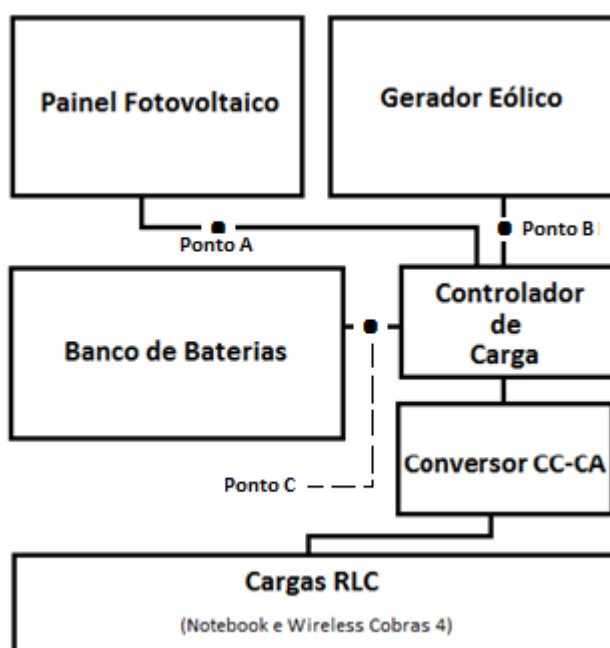 Painel Fotovoltaico
Gerador Eólico
Ponto A
Ponto B
Banco de Baterias
Controlador
de
Carga
Ponto C
Conversor CC-CA
Cargas RLC
(Notebook e Wireless Cobras 4)